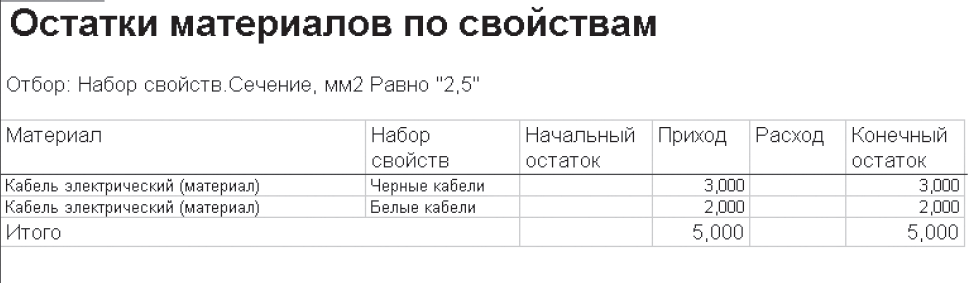 Остатки материалов по свойствам
Отбор: Набор свойств.Сечение, мм2 Равно "2,5"
Материал Набор свойств Начальный остаток Приход Расход Конечный остаток
Кабель электрический (материал) Черные кабели 3,000 3,000
Кабель электрический (материал) Белые кабели 2,000 2,000
Итого 5,000 5,000